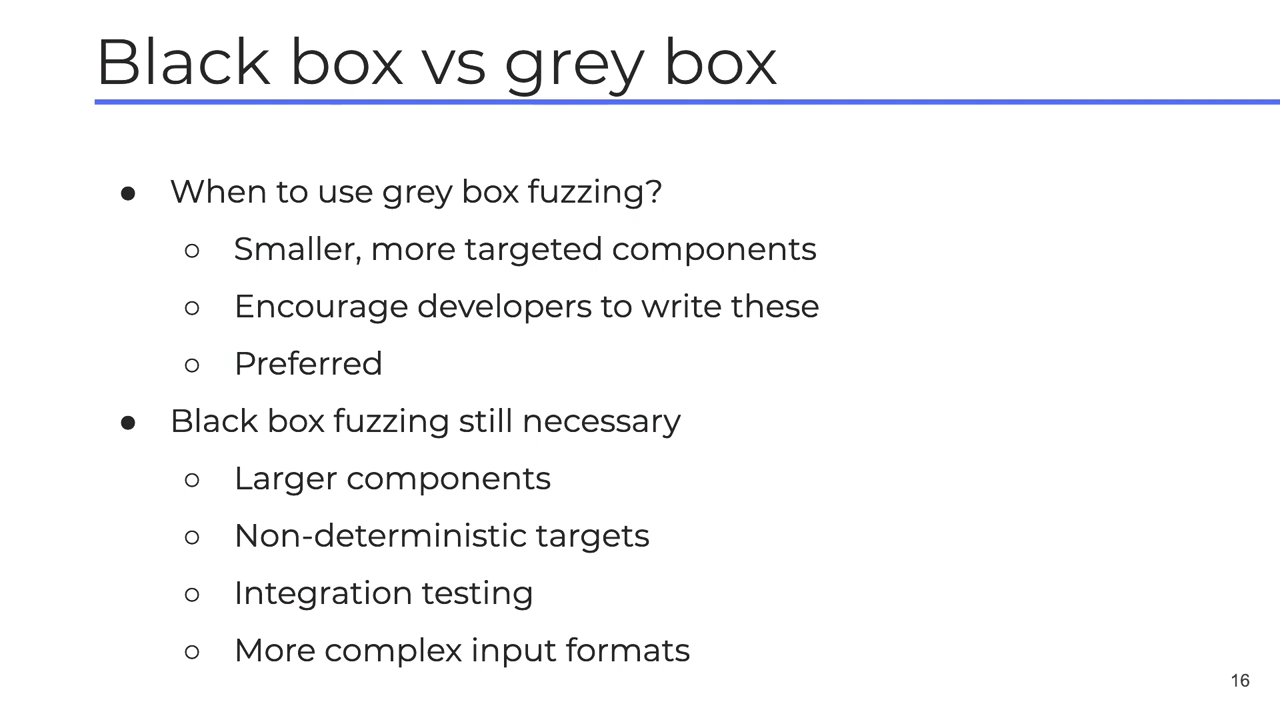 Black box vs grey box
● When to use grey box fuzzing?
○ Smaller, more targeted components
○ Encourage developers to write these
○ Preferred
● Black box fuzzing still necessary
○ Larger components
○ Non-deterministic targets
○ Integration testing
○ More complex input formats
16